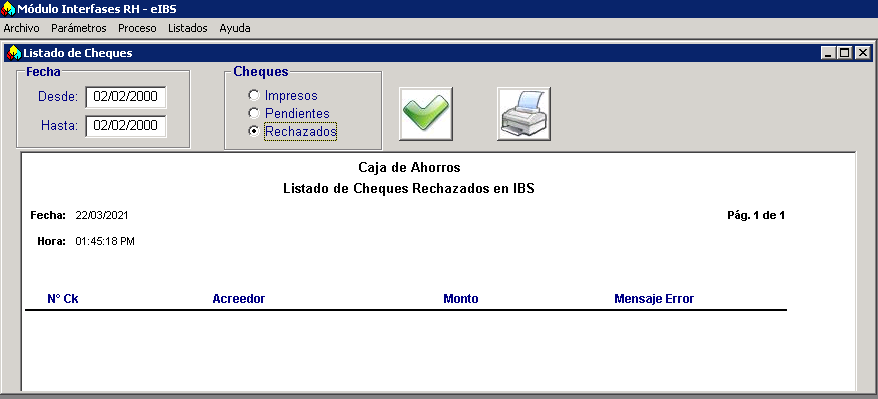 Módulo Interfases RH - eIBS
Archivo Parámetros Proceso Listados Ayuda
Listado de Cheques
Fecha
Desde: 02/02/2000
Hasta: 02/02/2000
Cheques
Impresos
Pendientes
Rechazados
Caja de Ahorros
Listado de Cheques Rechazados en IBS
Fecha: 22/03/2021 Pág. 1 de 1
Hora: 01:45:18 PM
N° Ck Acreedor Monto Mensaje Error